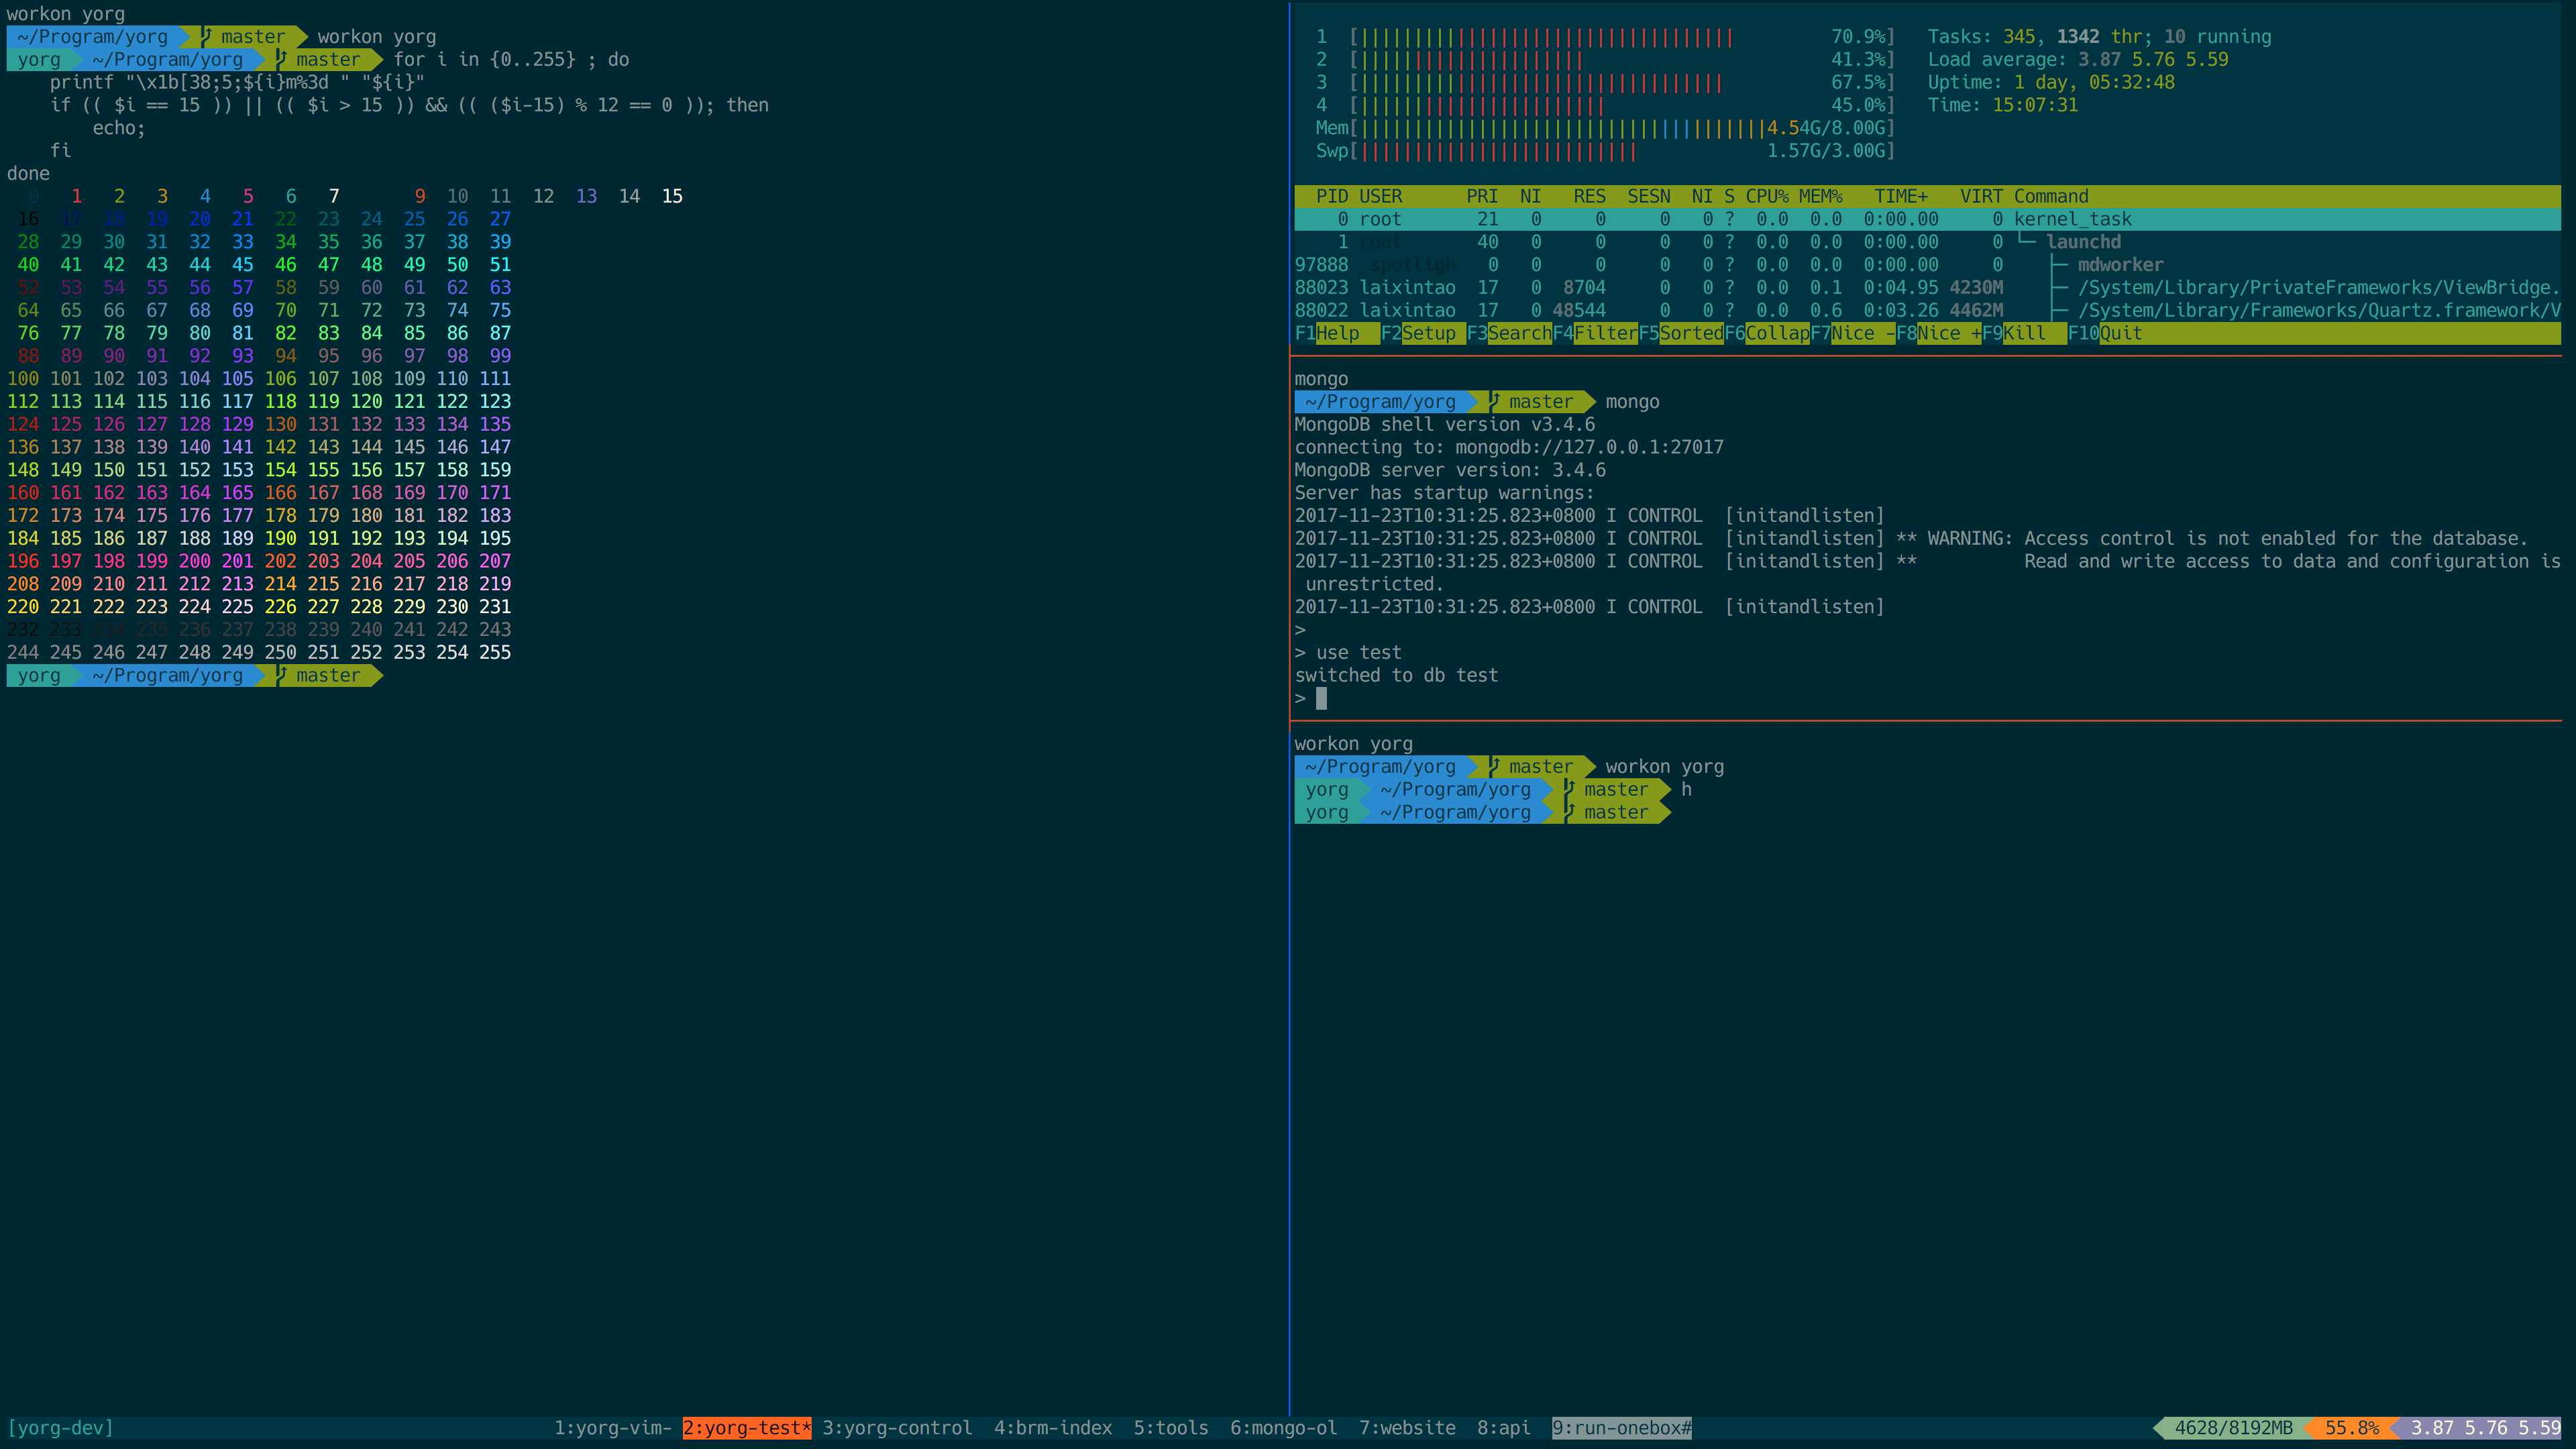 workon yorg
~/Program/yorg master workon yorg
yorg ~/Program/yorg master for i in {0..255} ; do
    printf "\x1b[38;5;${i}m%3d " "${i}"
    if (( $i == 15 )) || (( $i > 15 )) && (( ($i-15) % 12 == 0 )); then
        echo;
    fi
done
0 1 2 3 4 5 6 7 9 10 11 12 13 14 15
16 17 18 19 20 21 22 23 24 25 26 27
28 29 30 31 32 33 34 35 36 37 38 39
40 41 42 43 44 45 46 47 48 49 50 51
52 53 54 55 56 57 58 59 60 61 62 63
64 65 66 67 68 69 70 71 72 73 74 75
76 77 78 79 80 81 82 83 84 85 86 87
88 89 90 91 92 93 94 95 96 97 98 99
100 101 102 103 104 105 106 107 108 109 110 111
112 113 114 115 116 117 118 119 120 121 122 123
124 125 126 127 128 129 130 131 132 133 134 135
136 137 138 139 140 141 142 143 144 145 146 147
148 149 150 151 152 153 154 155 156 157 158 159
160 161 162 163 164 165 166 167 168 169 170 171
172 173 174 175 176 177 178 179 180 181 182 183
184 185 186 187 188 189 190 191 192 193 194 195
196 197 198 199 200 201 202 203 204 205 206 207
208 209 210 211 212 213 214 215 216 217 218 219
220 221 222 223 224 225 226 227 228 229 230 231
232 233 234 235 236 237 238 239 240 241 242 243
244 245 246 247 248 249 250 251 252 253 254 255
yorg ~/Program/yorg master
1 [ 70.9%] Tasks: 345, 1342 thr; 10 running
2 [ 41.3%] Load average: 3.87 5.76 5.59
3 [ 67.5%] Uptime: 1 day, 05:32:48
4 [ 45.0%] Time: 15:07:31
Mem[ 4.54G/8.00G]
Swp[ 1.57G/3.00G]
PID USER PRI NI RES SESN NI S CPU% MEM% TIME+ VIRT Command
0 root 21 0 0 0 0 ? 0.0 0.0 0:00.00 0 kernel_task
1 root 40 0 0 0 0 ? 0.0 0.0 0:00.00 0 └─ launchd
97888 _spotligh 0 0 0 0 0 ? 0.0 0.0 0:00.00 0 ├─ mdworker
88023 laixintao 17 0 8704 0 0 ? 0.0 0.1 0:04.95 4230M ├─ /System/Library/PrivateFrameworks/ViewBridge.
88022 laixintao 17 0 48544 0 0 ? 0.0 0.6 0:03.26 4462M ├─ /System/Library/Frameworks/Quartz.framework/V
F1Help F2Setup F3SearchF4FilterF5SortedF6CollapF7Nice -F8Nice +F9Kill F10Quit
mongo
~/Program/yorg master mongo
MongoDB shell version v3.4.6
connecting to: mongodb://127.0.0.1:27017
MongoDB server version: 3.4.6
Server has startup warnings:
2017-11-23T10:31:25.823+0800 I CONTROL  [initandlisten]
2017-11-23T10:31:25.823+0800 I CONTROL  [initandlisten] ** WARNING: Access control is not enabled for the database.
2017-11-23T10:31:25.823+0800 I CONTROL  [initandlisten] **          Read and write access to data and configuration is
 unrestricted.
2017-11-23T10:31:25.823+0800 I CONTROL  [initandlisten]
>
> use test
switched to db test
>
workon yorg
~/Program/yorg master workon yorg
yorg ~/Program/yorg master h
yorg ~/Program/yorg master
[yorg-dev] 1:yorg-vim- 2:yorg-test* 3:yorg-control 4:brm-index 5:tools 6:mongo-ol 7:website 8:api 9:run-onebox# 4628/8192MB 55.8% 3.87 5.76 5.59